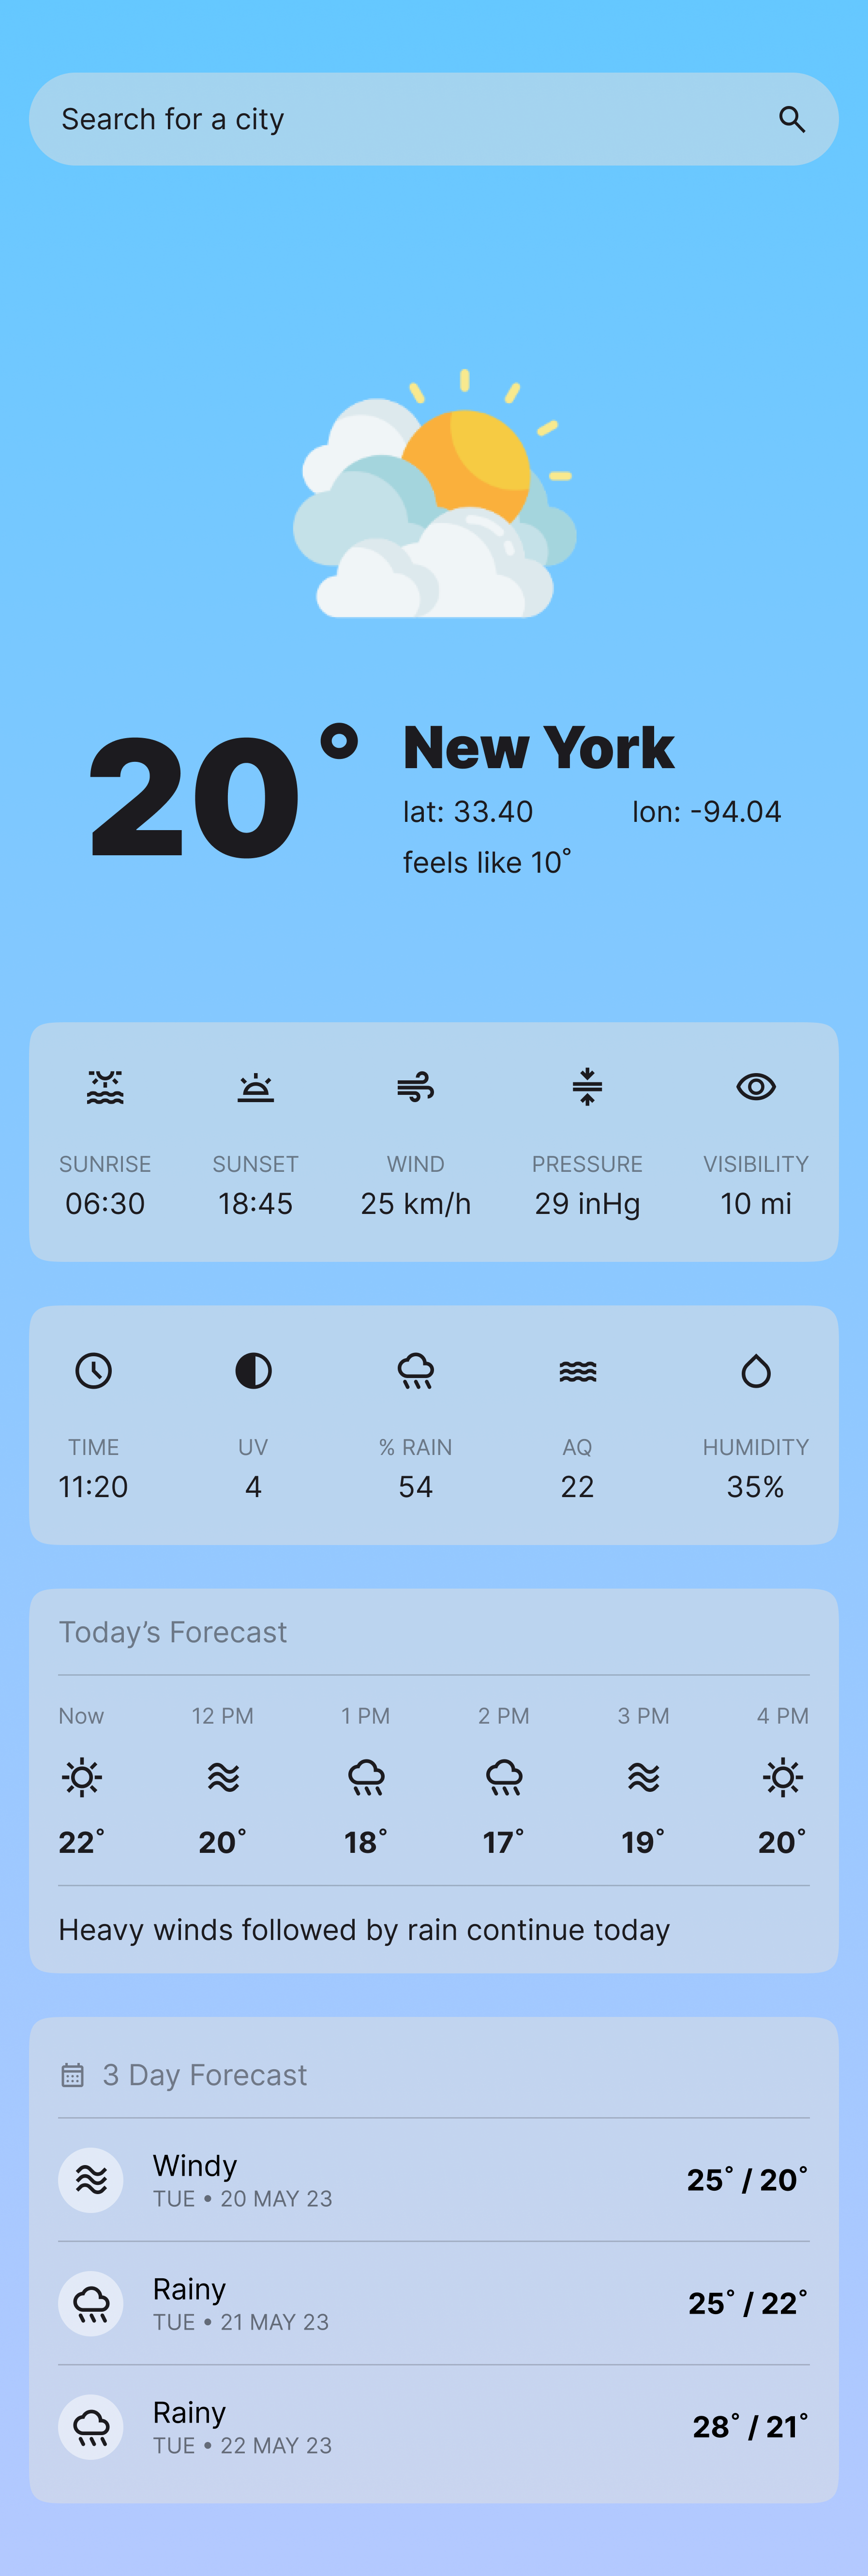 Search for a city
20°
New York
lat: 33.40 lon: -94.04
feels like 10°
SUNRISE SUNSET WIND PRESSURE VISIBILITY
06:30 18:45 25 km/h 29 inHg 10 mi
TIME UV % RAIN AQ HUMIDITY
11:20 4 54 22 35%
Today’s Forecast
Now 12 PM 1 PM 2 PM 3 PM 4 PM
22° 20° 18° 17° 19° 20°
Heavy winds followed by rain continue today
3 Day Forecast
Windy
TUE • 20 MAY 23
25° / 20°
Rainy
TUE • 21 MAY 23
25° / 22°
Rainy
TUE • 22 MAY 23
28° / 21°